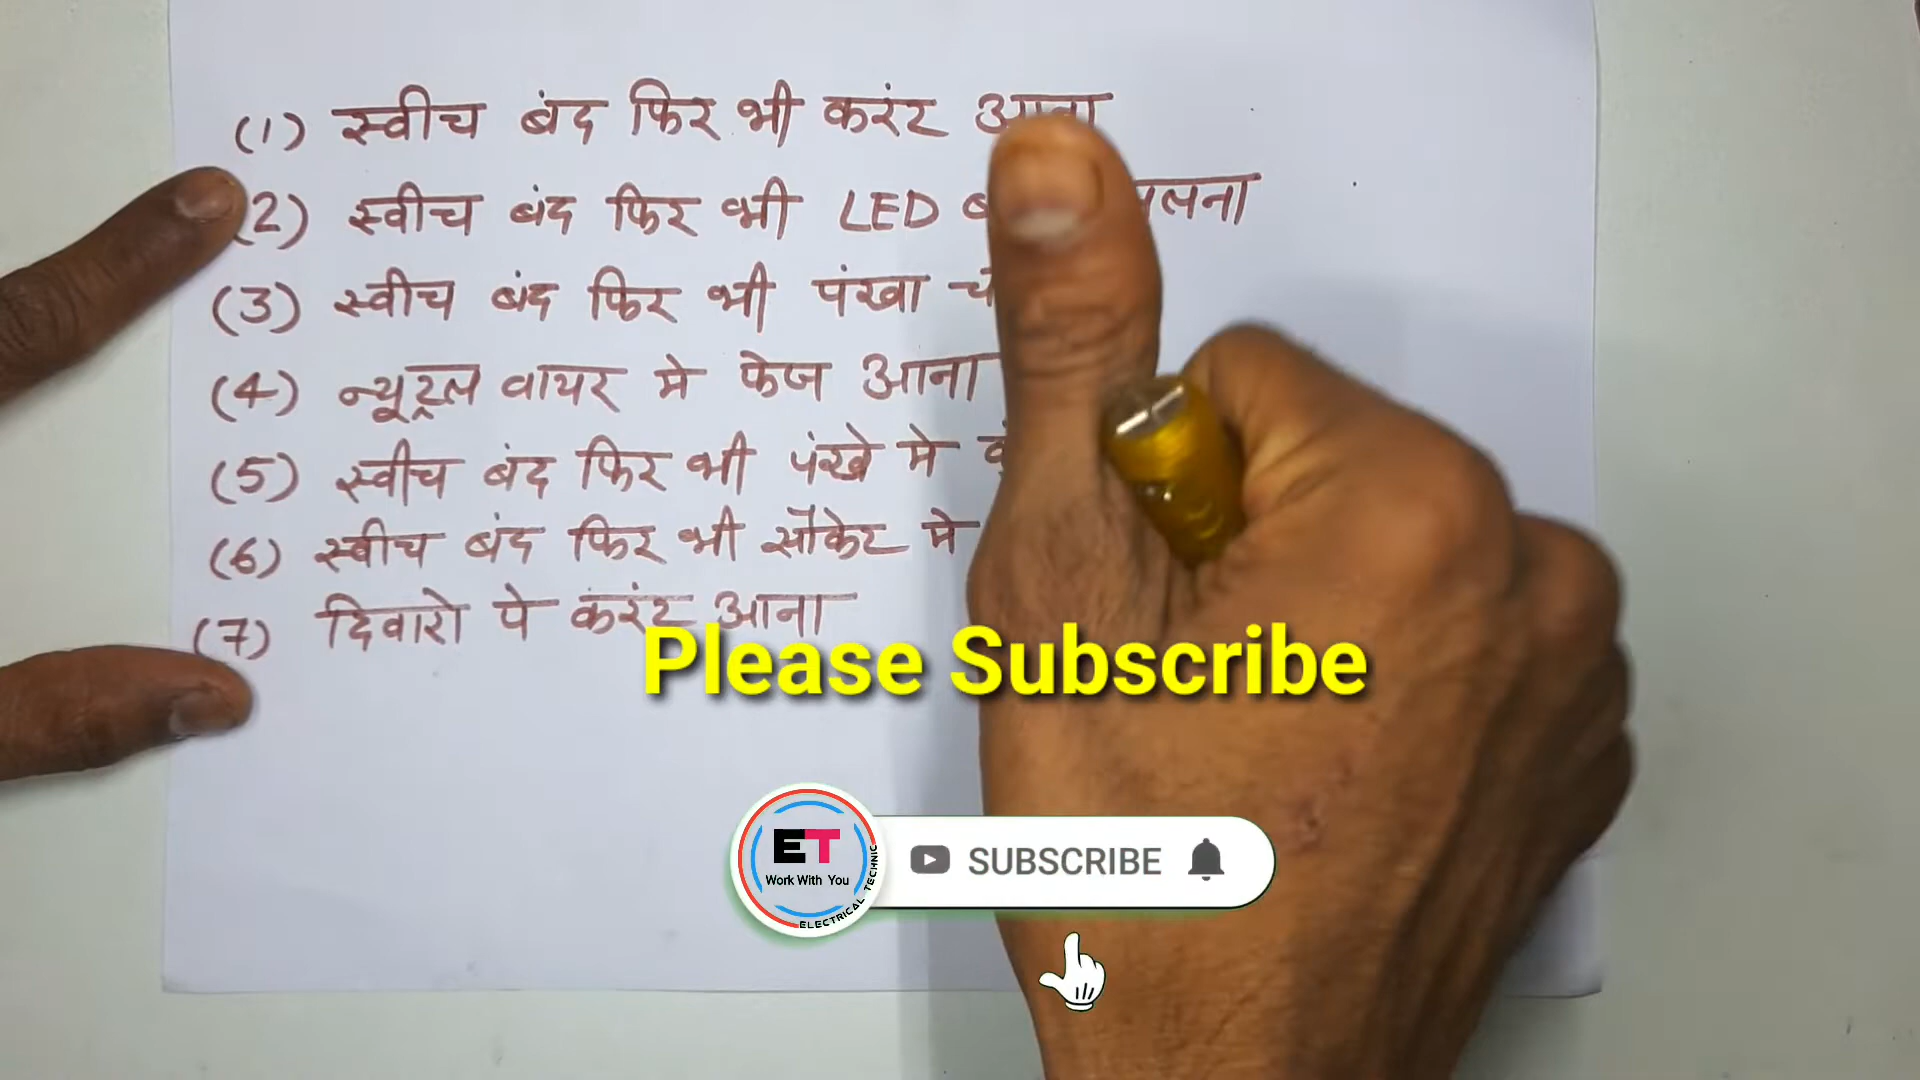 (1) स्वीच बंद फिर भी करंट आना
(2) स्वीच बंद फिर भी LED
(3) स्वीच बंद फिर भी पंखा
(4) न्यूट्रल वायर मे फेज आना
(5) स्वीच बंद फिर भी पंखे मे
(6) स्वीच बंद फिर भी सॉकेट मे
(7) दिवारो पे करंट आना
Please Subscribe
ET
Work With You
ELECTRICAL TECHNIC
SUBSCRIBE